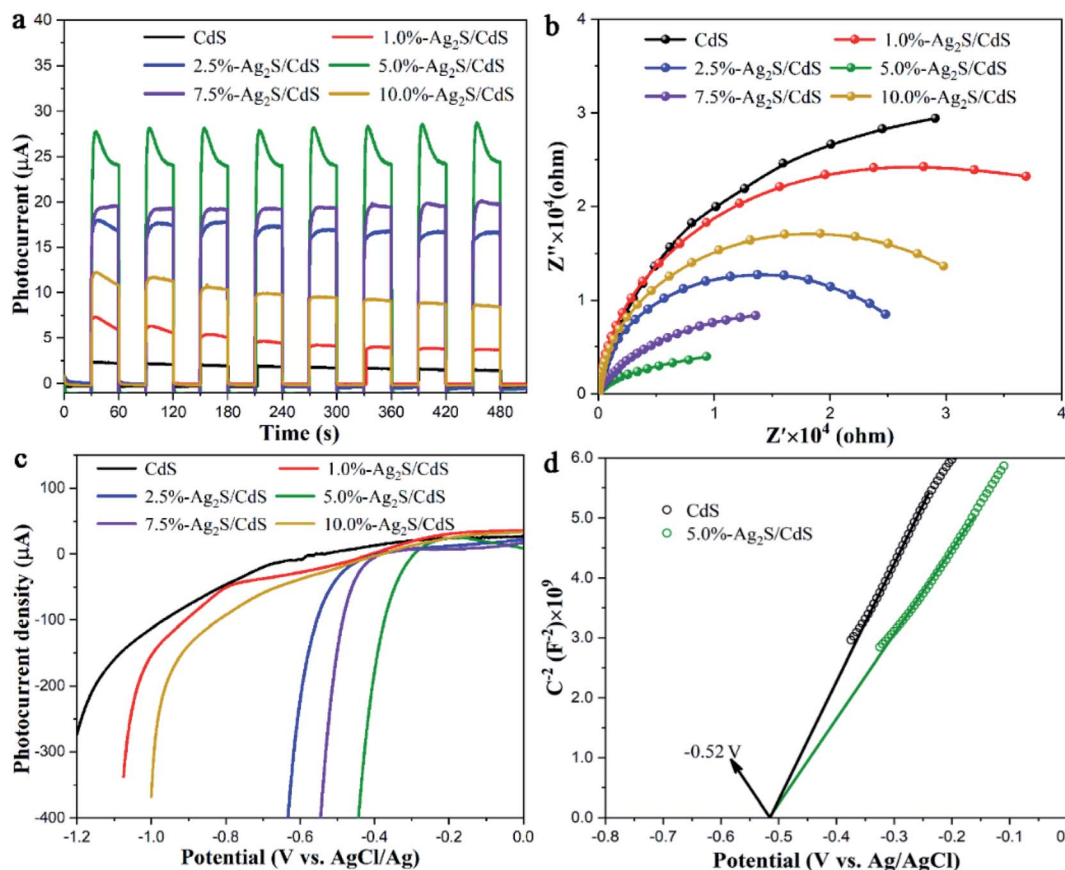 a
CdS
1.0%-Ag₂S/CdS
2.5%-Ag₂S/CdS
5.0%-Ag₂S/CdS
7.5%-Ag₂S/CdS
10.0%-Ag₂S/CdS
Photocurrent (μA)
40
35
30
25
20
15
10
5
0
0 60 120 180 240 300 360 420 480
Time (s)
b
CdS
1.0%-Ag₂S/CdS
2.5%-Ag₂S/CdS
5.0%-Ag₂S/CdS
7.5%-Ag₂S/CdS
10.0%-Ag₂S/CdS
Z''×10⁴(ohm)
4
3
2
1
0
0 1 2 3 4
Z'×10⁴ (ohm)
c
CdS
1.0%-Ag₂S/CdS
2.5%-Ag₂S/CdS
5.0%-Ag₂S/CdS
7.5%-Ag₂S/CdS
10.0%-Ag₂S/CdS
Photocurrent density (μA)
100
0
-100
-200
-300
-400
-1.2 -1.0 -0.8 -0.6 -0.4 -0.2 0.0
Potential (V vs. AgCl/Ag)
d
CdS
5.0%-Ag₂S/CdS
-0.52 V
C⁻² (F⁻²)×10⁹
6.0
5.0
4.0
3.0
2.0
1.0
0.0
-0.8 -0.7 -0.6 -0.5 -0.4 -0.3 -0.2 -0.1 0
Potential (V vs. Ag/AgCl)